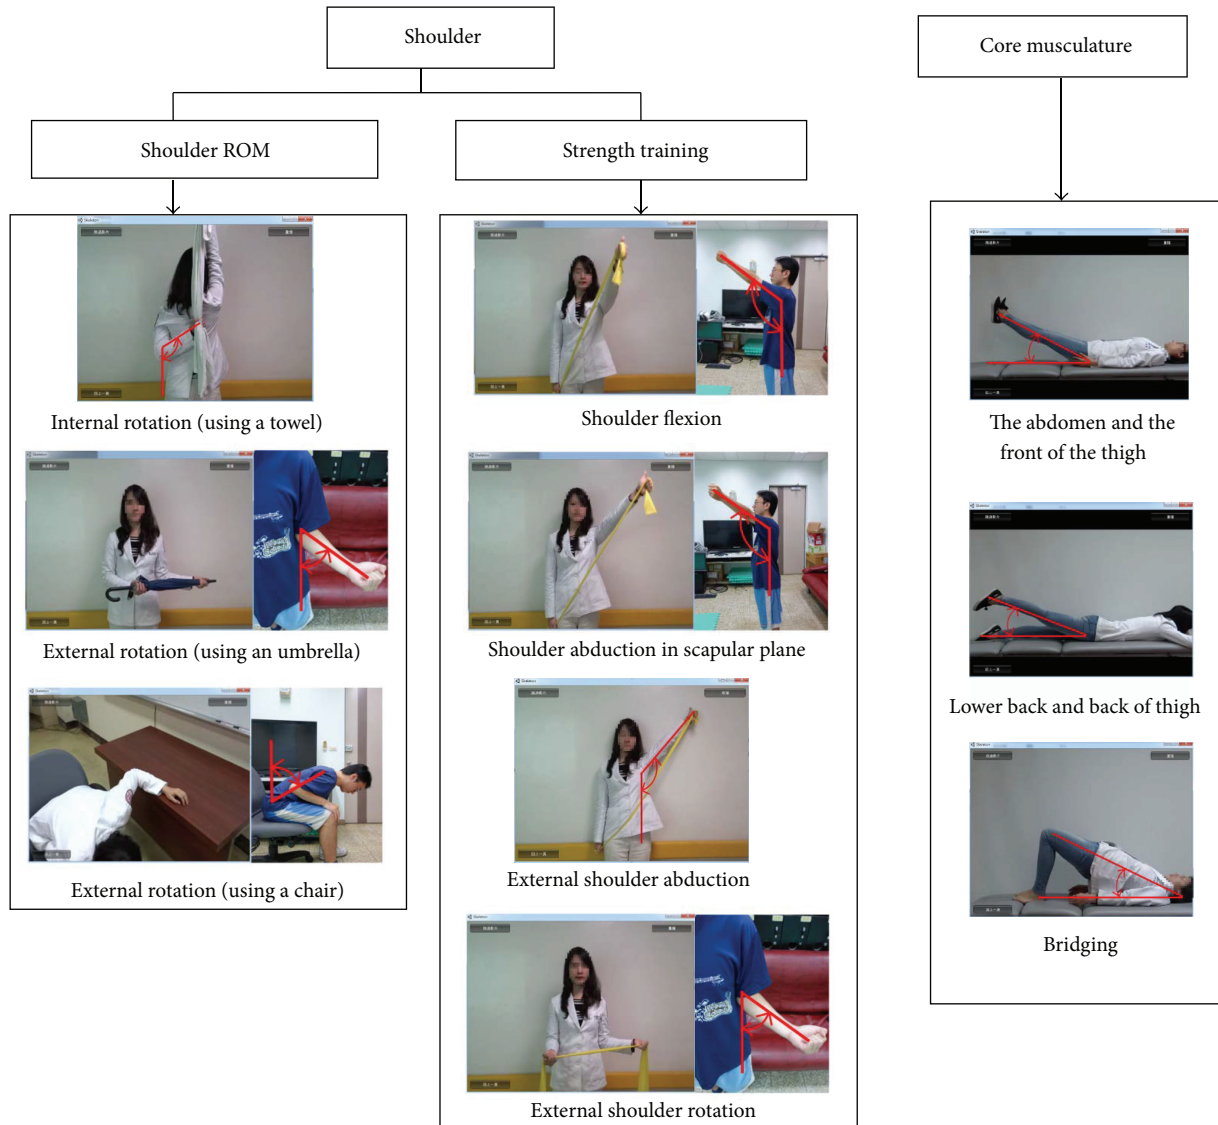 Shoulder
Core musculature
Shoulder ROM
Strength training
Internal rotation (using a towel)
External rotation (using an umbrella)
External rotation (using a chair)
Shoulder flexion
Shoulder abduction in scapular plane
External shoulder abduction
External shoulder rotation
The abdomen and the
front of the thigh
Lower back and back of thigh
Bridging